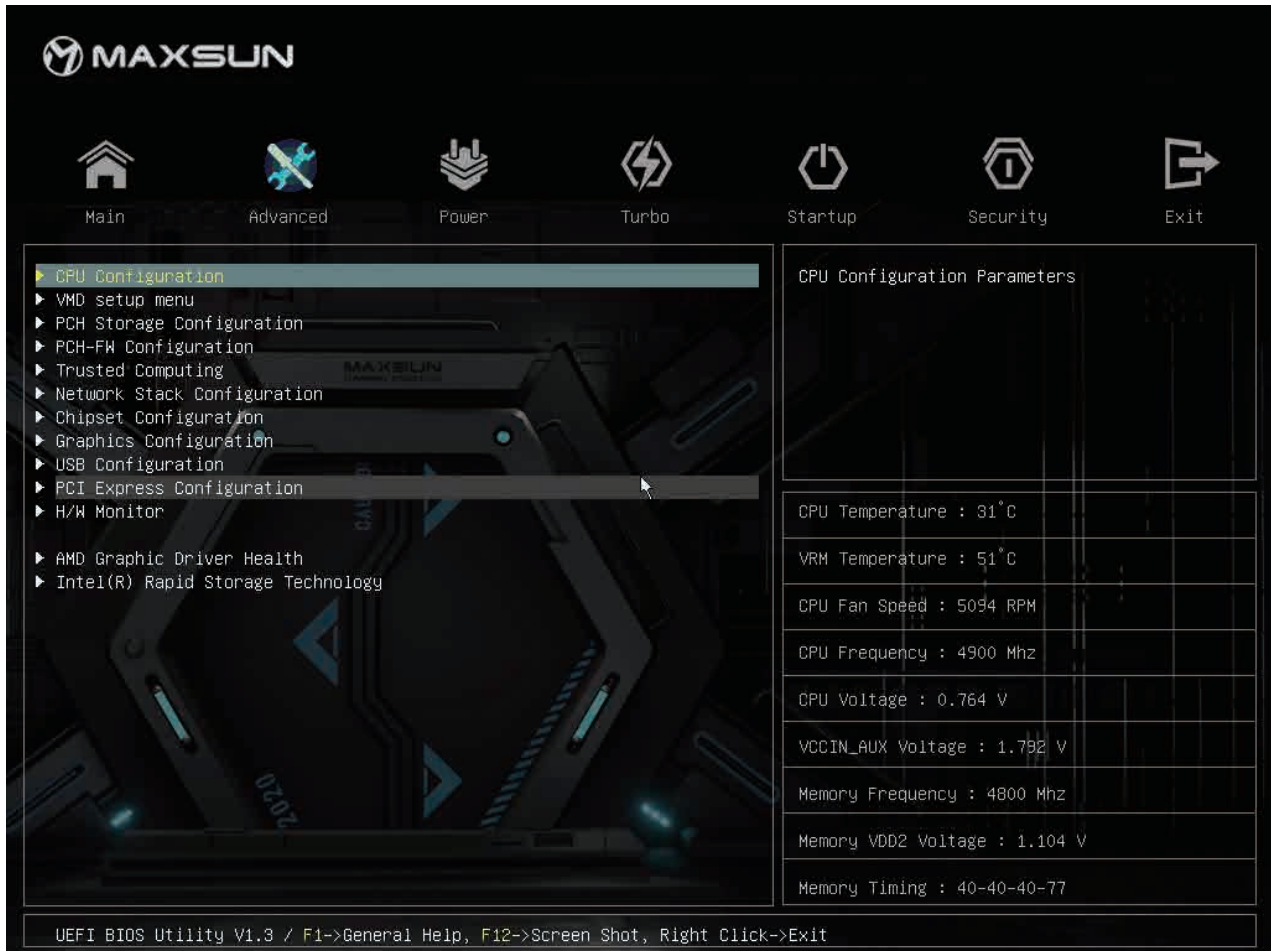 MAXSUN
Main Advanced Power Turbo Startup Security Exit
CPU Configuration
VMD setup menu
PCH Storage Configuration
PCH-FW Configuration
Trusted Computing
Network Stack Configuration
Chipset Configuration
Graphics Configuration
USB Configuration
PCI Express Configuration
H/W Monitor
AMD Graphic Driver Health
Intel(R) Rapid Storage Technology
MAXSUN
2020
CPU Configuration Parameters
CPU Temperature : 31°C
VRM Temperature : 51°C
CPU Fan Speed : 5094 RPM
CPU Frequency : 4900 Mhz
CPU Voltage : 0.764 V
VCCIN_AUX Voltage : 1.792 V
Memory Frequency : 4800 Mhz
Memory VDD2 Voltage : 1.104 V
Memory Timing : 40-40-40-77
UEFI BIOS Utility V1.3 / F1->General Help, F12->Screen Shot, Right Click->Exit